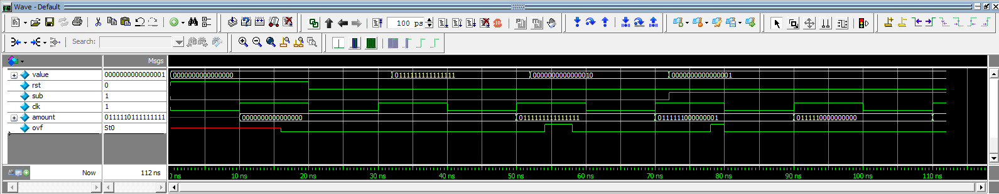 Wave - Default
100 ps
Search:
Msgs
value 0000000000000001 0000000000000000 0111111111111111 0000000000000010 0000000000000001
rst 0
sub 1
clk 1
amount 0111110111111111 0000000000000000 0111111111111111 0111111000000001 0111110000000000
ovf St0
Now 112 ns
) ns 10 ns 20 ns 30 ns 40 ns 50 ns 60 ns 70 ns 80 ns 90 ns 100 ns 110 ns